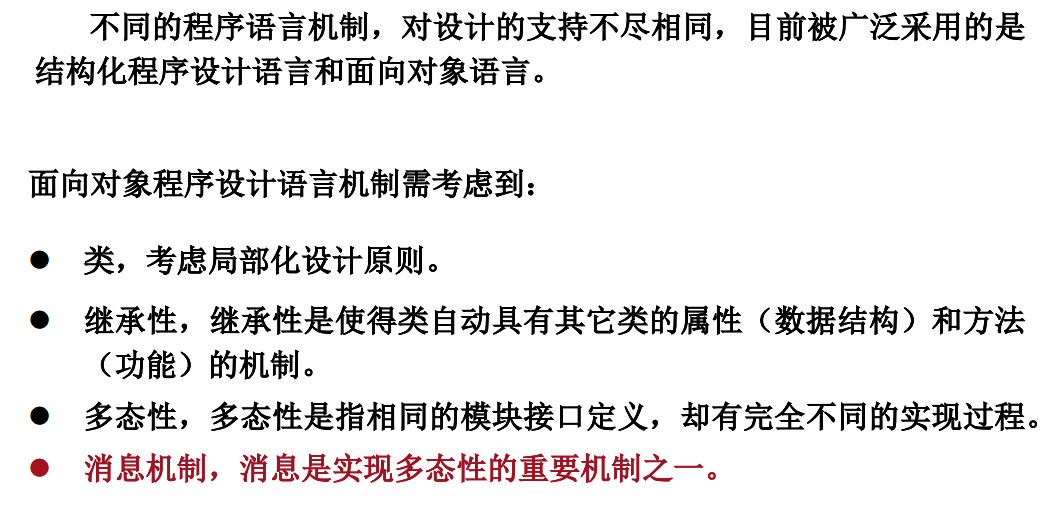 不同的程序语言机制，对设计的支持不尽相同，目前被广泛采用的是
结构化程序设计语言和面向对象语言。
面向对象程序设计语言机制需考虑到：
● 类，考虑局部化设计原则。
● 继承性，继承性是使得类自动具有其它类的属性（数据结构）和方法
（功能）的机制。
● 多态性，多态性是指相同的模块接口定义，却有完全不同的实现过程。
● 消息机制，消息是实现多态性的重要机制之一。